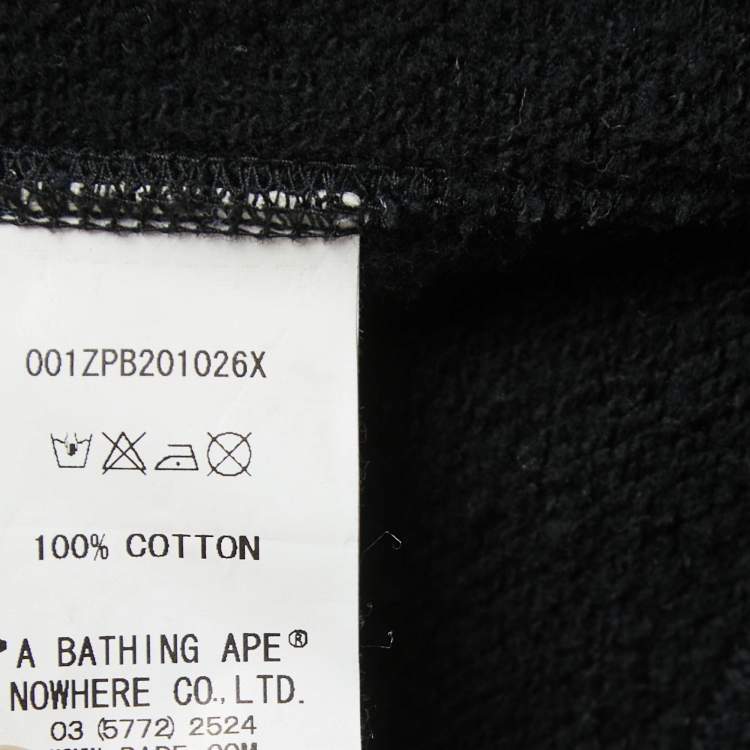 001ZPB201026X
100% COTTON
A BATHING APE®
NOWHERE CO., LTD.
03 (5772) 2524